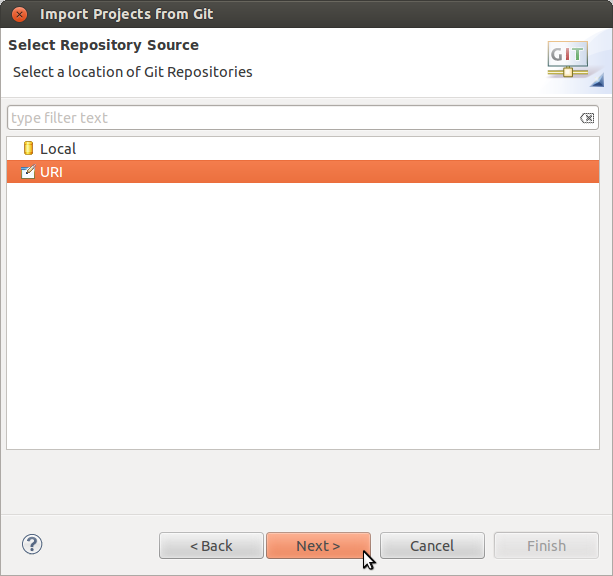 Import Projects from Git
Select Repository Source
Select a location of Git Repositories
GIT
type filter text
Local
URI
?
< Back
Next >
Cancel
Finish